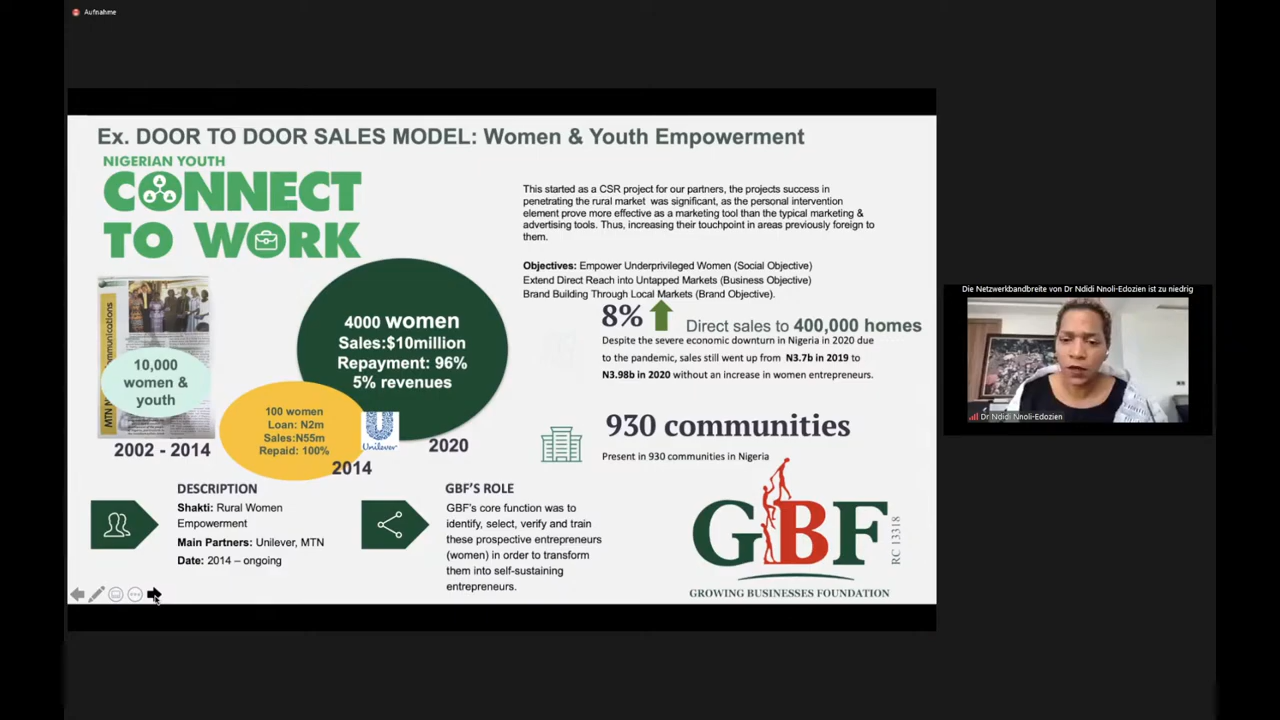 Aufnahme
Ex. DOOR TO DOOR SALES MODEL: Women & Youth Empowerment
NIGERIAN YOUTH
CONNECT
TO WORK
This started as a CSR project for our partners, the projects success in
penetrating the rural market was significant, as the personal intervention
element prove more effective as a marketing tool than the typical marketing &
advertising tools. Thus, increasing their touchpoint in areas previously foreign to
them.
Objectives: Empower Underprivileged Women (Social Objective)
Extend Direct Reach into Untapped Markets (Business Objective)
Brand Building Through Local Markets (Brand Objective).
8% Direct sales to 400,000 homes
Despite the severe economic downturn in Nigeria in 2020 due
to the pandemic, sales still went up from N3.7b in 2019 to
N3.98b in 2020 without an increase in women entrepreneurs.
930 communities
Present in 930 communities in Nigeria
MTN
mmunications
10,000
women &
youth
2002 - 2014
100 women
Loan: N2m
Sales:N55m
Repaid: 100%
2014
4000 women
Sales:$10million
Repayment: 96%
5% revenues
Unilever
2020
DESCRIPTION
Shakti: Rural Women
Empowerment
Main Partners: Unilever, MTN
Date: 2014 – ongoing
GBF'S ROLE
GBF's core function was to
identify, select, verify and train
these prospective entrepreneurs
(women) in order to transform
them into self-sustaining
entrepreneurs.
GBF
RC 13318
GROWING BUSINESSES FOUNDATION
Die Netzwerkbandbreite von Dr Ndidi Nnoli-Edozien ist zu niedrig
Dr Ndidi Nnoli-Edozien